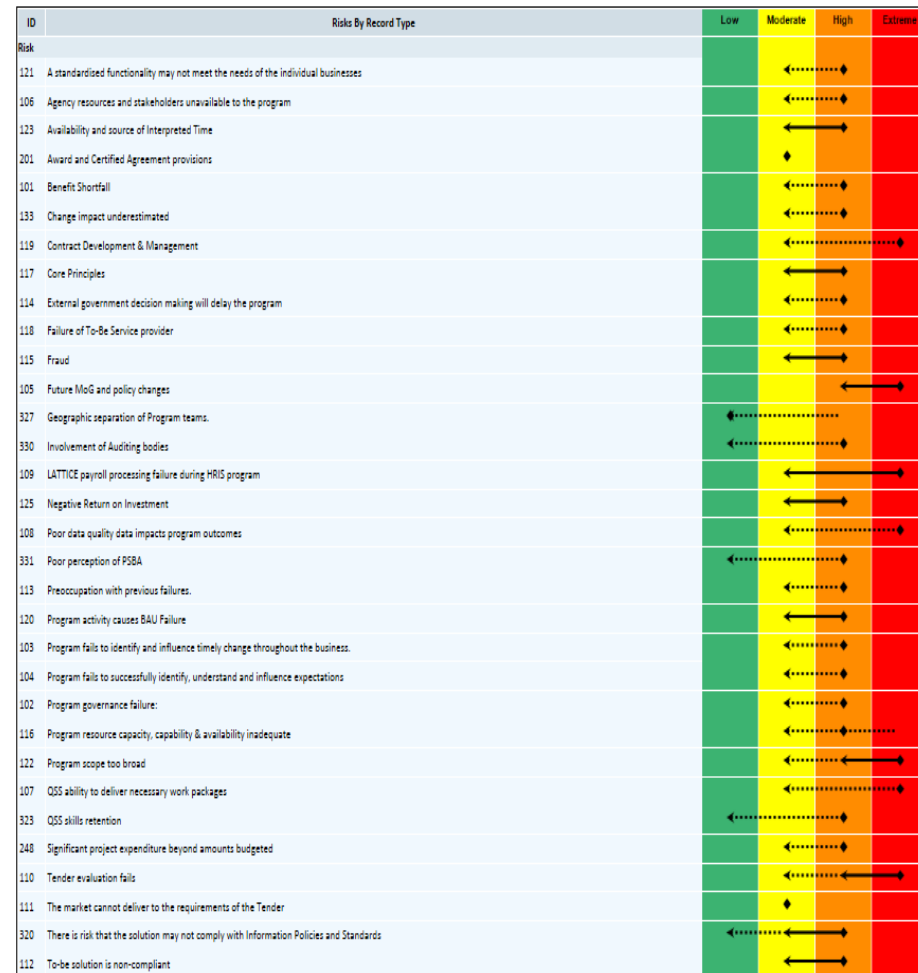 ID Risks By Record Type Low Moderate High Extreme
Risk
121 A standardised functionality may not meet the needs of the individual businesses
106 Agency resources and stakeholders unavailable to the program
123 Availability and source of Interpreted Time
201 Award and Certified Agreement provisions
101 Benefit Shortfall
133 Change impact underestimated
119 Contract Development & Management
117 Core Principles
114 External government decision making will delay the program
118 Failure of To-Be Service provider
115 Fraud
105 Future MoG and policy changes
327 Geographic separation of Program teams.
330 Involvement of Auditing bodies
109 LATTICE payroll processing failure during HRIS program
125 Negative Return on Investment
108 Poor data quality data impacts program outcomes
331 Poor perception of PSBA
113 Preoccupation with previous failures.
120 Program activity causes BAU Failure
103 Program fails to identify and influence timely change throughout the business.
104 Program fails to successfully identify, understand and influence expectations
102 Program governance failure:
116 Program resource capacity, capability & availability inadequate
122 Program scope too broad
107 QSS ability to deliver necessary work packages
323 QSS skills retention
248 Significant project expenditure beyond amounts budgeted
110 Tender evaluation fails
111 The market cannot deliver to the requirements of the Tender
320 There is risk that the solution may not comply with Information Policies and Standards
112 To-be solution is non-compliant